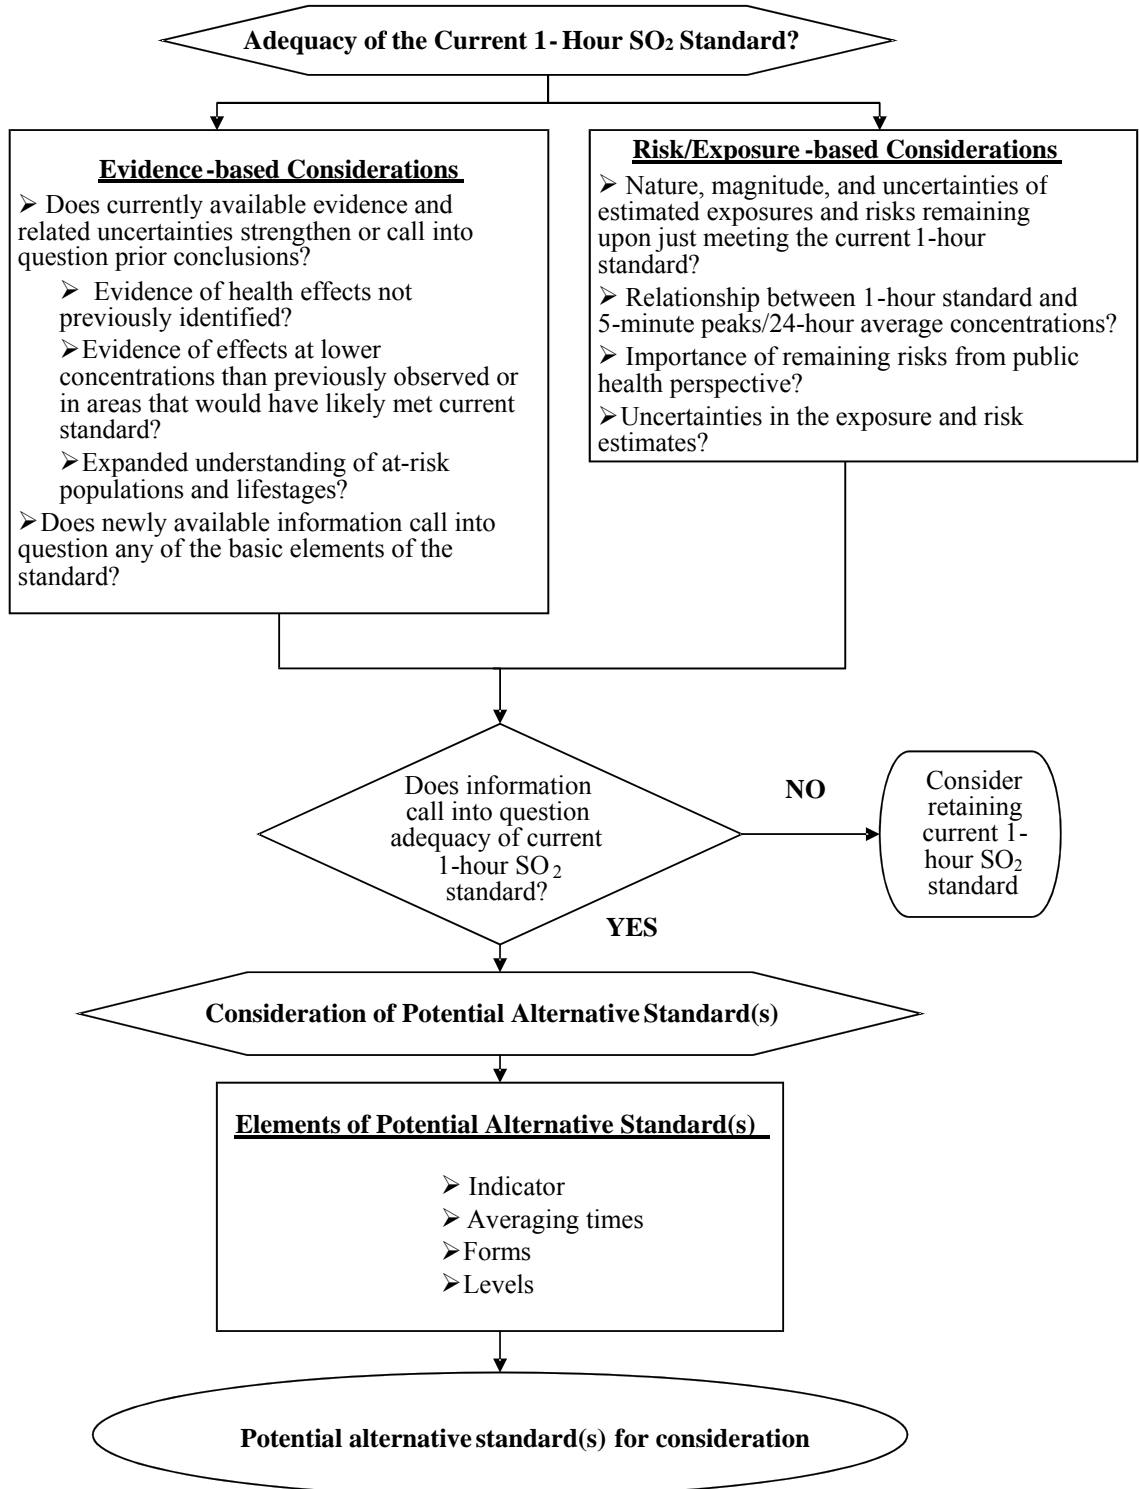 Adequacy of the Current 1- Hour SO₂ Standard?
Evidence-based Considerations
➢ Does currently available evidence and
related uncertainties strengthen or call into
question prior conclusions?
➢ Evidence of health effects not
previously identified?
➢Evidence of effects at lower
concentrations than previously observed or
in areas that would have likely met current
standard?
➢Expanded understanding of at-risk
populations and lifestages?
➢Does newly available information call into
question any of the basic elements of the
standard?
Risk/Exposure -based Considerations
➢ Nature, magnitude, and uncertainties of
estimated exposures and risks remaining
upon just meeting the current 1-hour
standard?
➢ Relationship between 1-hour standard and
5-minute peaks/24-hour average concentrations?
➢ Importance of remaining risks from public
health perspective?
➢Uncertainties in the exposure and risk
estimates?
Does information
call into question
adequacy of current
1-hour SO₂
standard?
NO
Consider
retaining
current 1-
hour SO₂
standard
YES
Consideration of Potential Alternative Standard(s)
Elements of Potential Alternative Standard(s)
➢ Indicator
➢ Averaging times
➢Forms
➢Levels
Potential alternative standard(s) for consideration